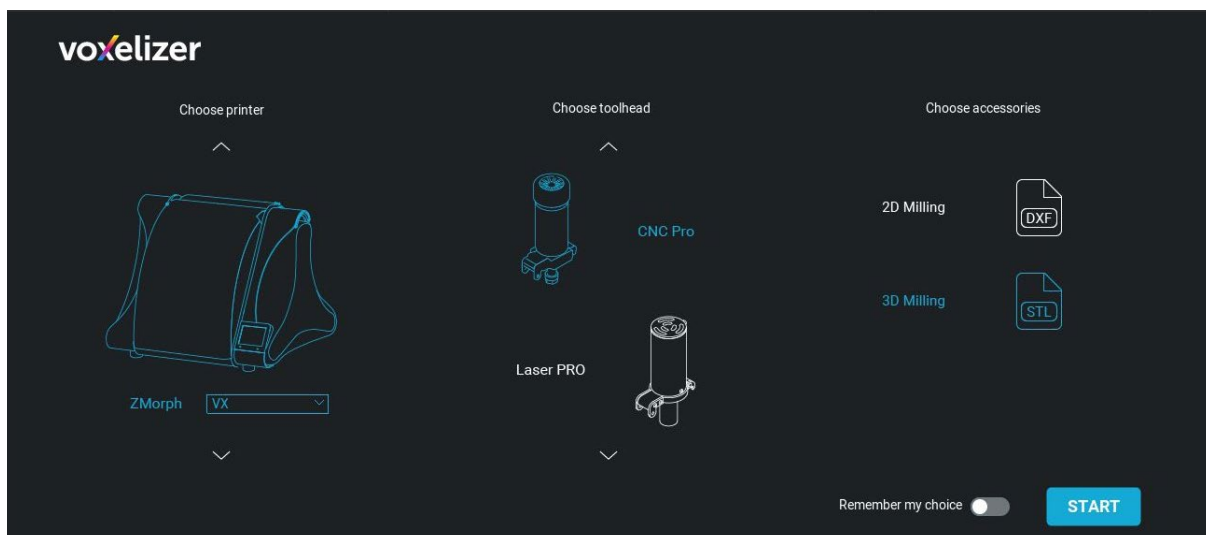 voxelizer
Choose printer
Choose toolhead
Choose accessories
2D Milling
DXF
CNC Pro
3D Milling
STL
Laser PRO
ZMorph VX
Remember my choice
START